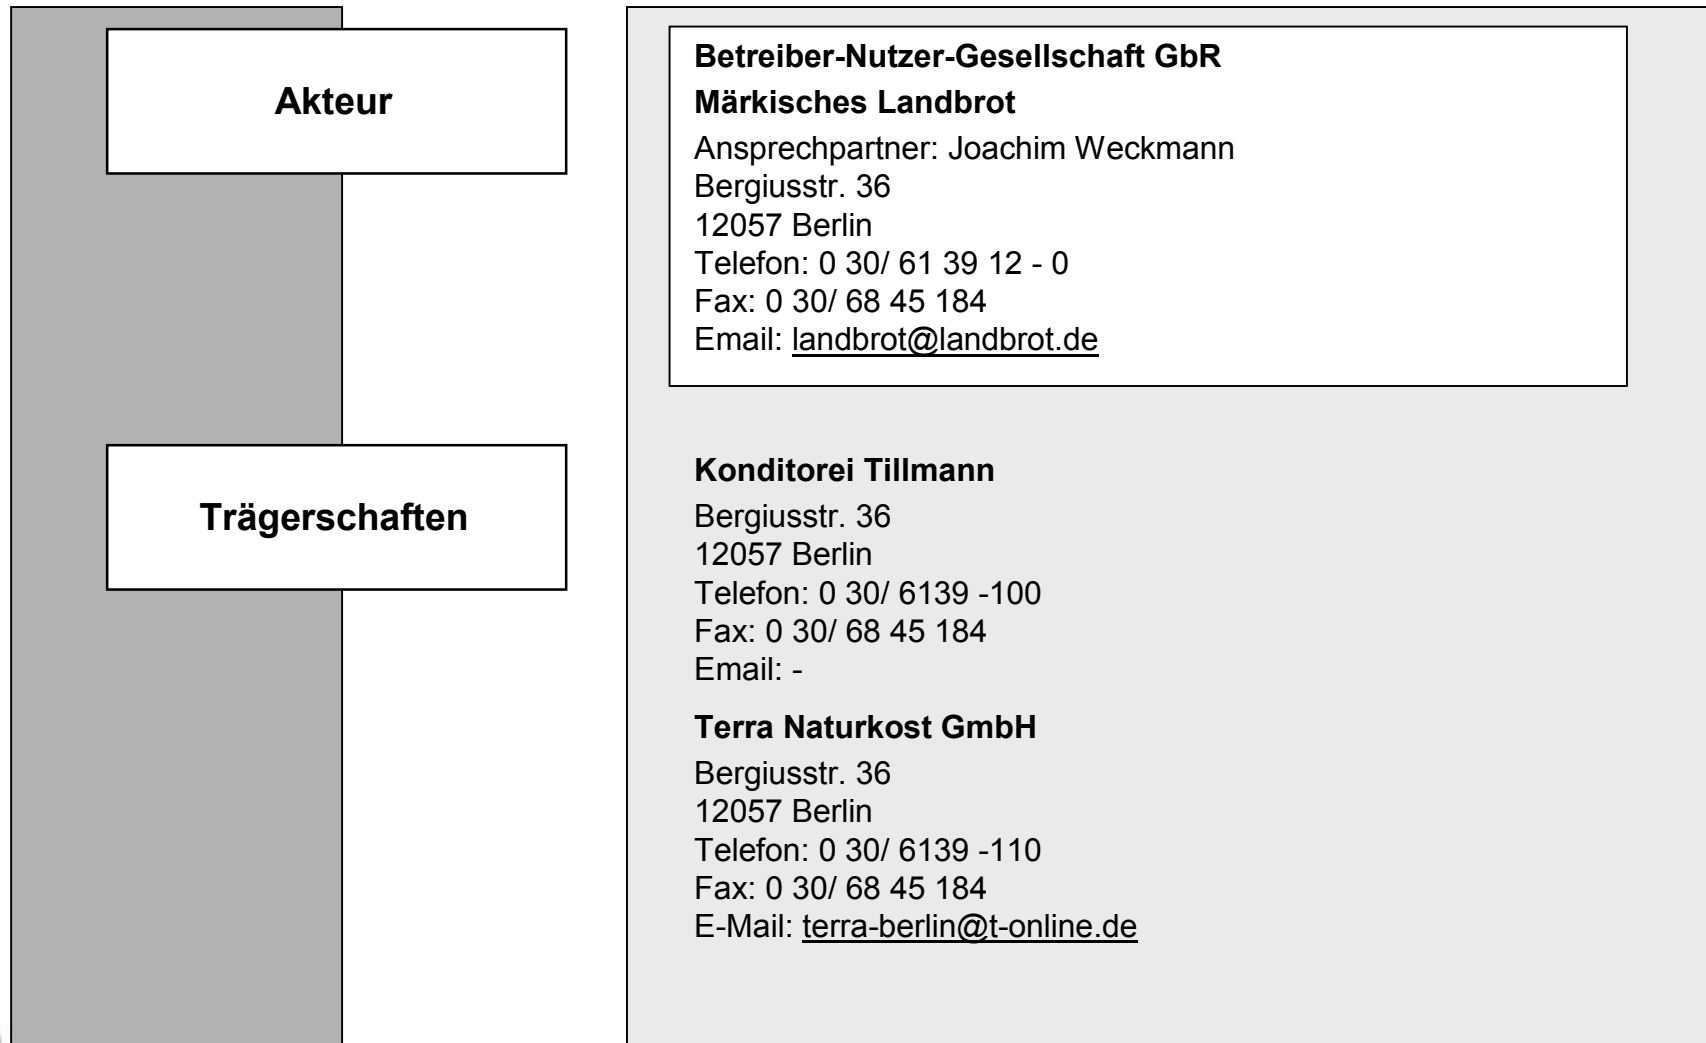 Akteur
Betreiber-Nutzer-Gesellschaft GbR
Märkisches Landbrot
Ansprechpartner: Joachim Weckmann
Bergiusstr. 36
12057 Berlin
Telefon: 0 30/ 61 39 12 - 0
Fax: 0 30/ 68 45 184
Email: landbrot@landbrot.de
Trägerschaften
Konditorei Tillmann
Bergiusstr. 36
12057 Berlin
Telefon: 0 30/ 6139 -100
Fax: 0 30/ 68 45 184
Email: -
Terra Naturkost GmbH
Bergiusstr. 36
12057 Berlin
Telefon: 0 30/ 6139 -110
Fax: 0 30/ 68 45 184
E-Mail: terra-berlin@t-online.de